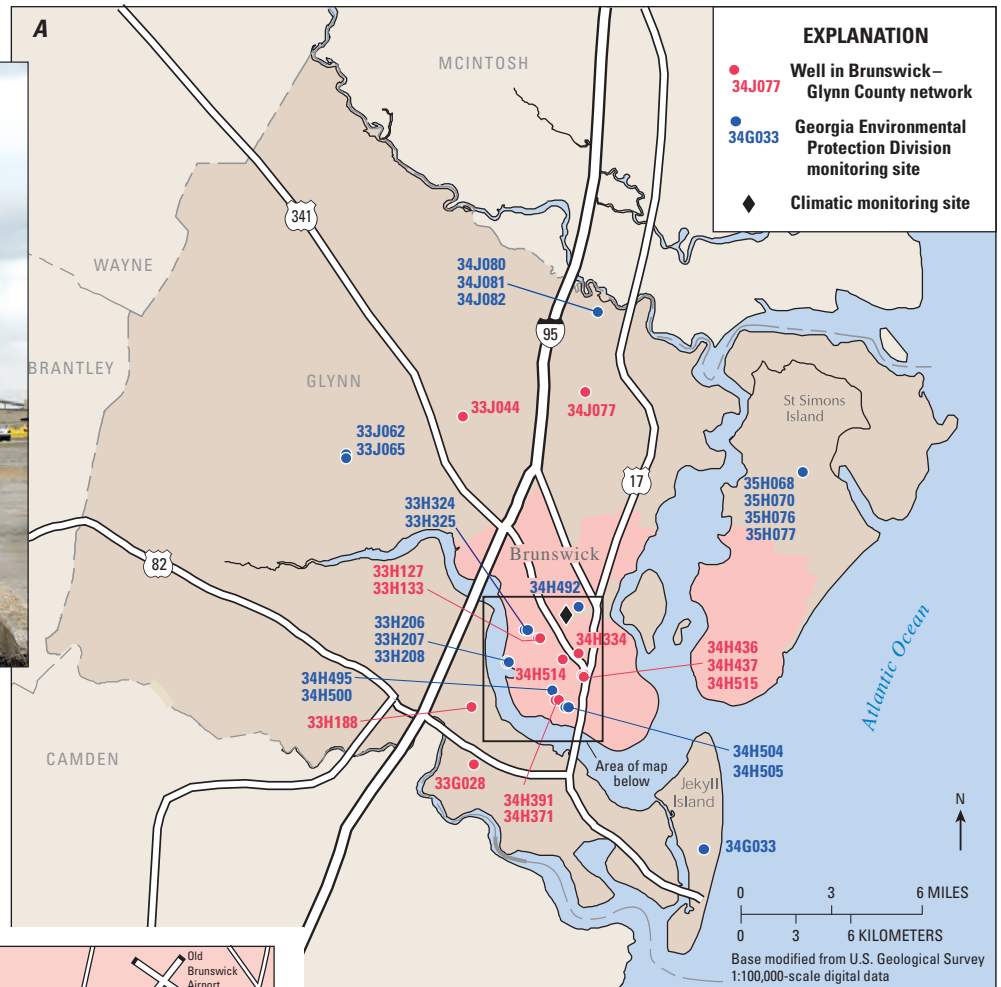 A
EXPLANATION
34J077
Well in Brunswick–
Glynn County network
34G033
Georgia Environmental
Protection Division
monitoring site
Climatic monitoring site
MCINTOSH
341
WAYNE
34J080
34J081
34J082
95
BRANTLEY
GLYNN
33J044
34J077
St Simons
Island
33J062
33J065
17
35H068
35H070
35H076
35H077
33H324
33H325
Brunswick
82
33H127
33H133
34H492
33H206
33H207
33H208
34H334
34H436
34H437
34H515
34H514
34H495
34H500
33H188
Atlantic Ocean
CAMDEN
34H504
34H505
Area of map
below
33G028
Jekyll
Island
34H391
34H371
N
34G033
0 3 6 MILES
0 3 6 KILOMETERS
Base modified from U.S. Geological Survey
1:100,000-scale digital data
Old
Brunswick
Airport